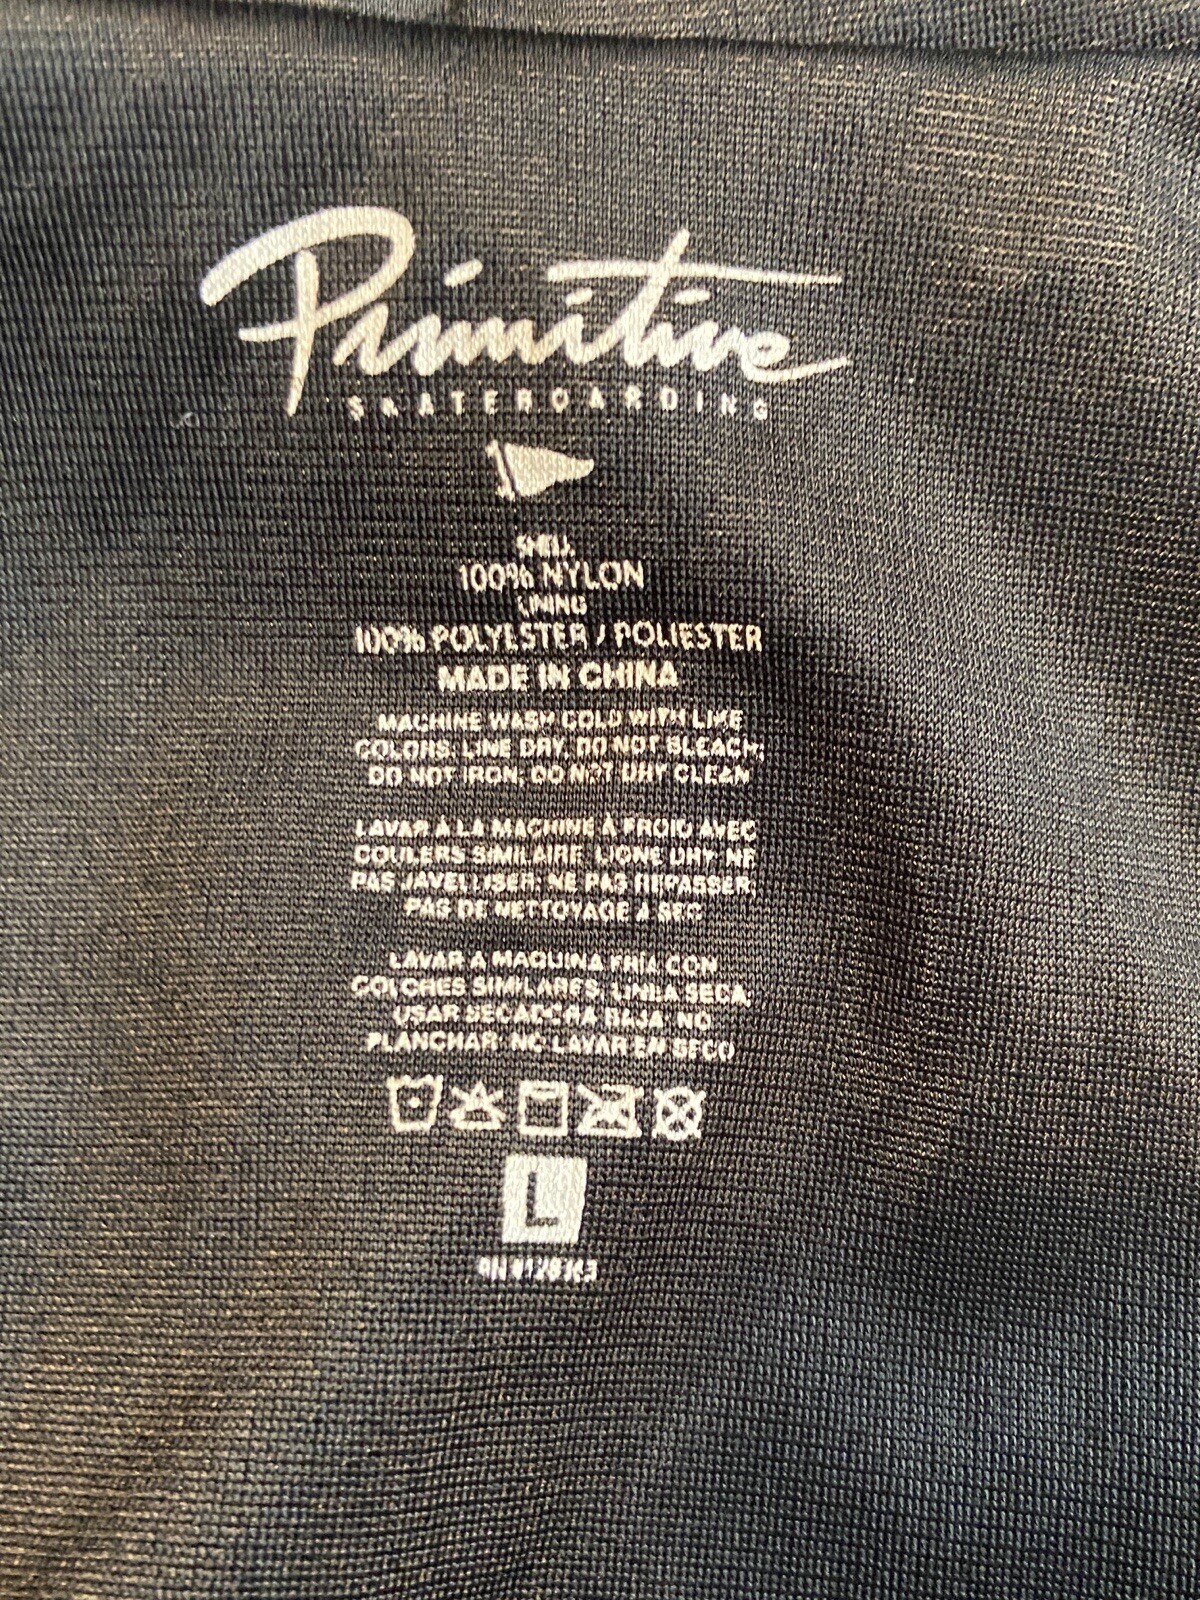 Primitive
SKATEBOARDING
SHELL
100% NYLON
LINING
100% POLYESTER / POLIESTER
MADE IN CHINA
MACHINE WASH COLD WITH LIKE
COLORS, LINE DRY, DO NOT BLEACH;
DO NOT IRON; DO NOT DRY CLEAN
LAVAR A LA MACHINE A FROID AVEC
COULERS SIMILAIRE, LIGNE DRY NE
PAS JAVELLISER; NE PAS REPASSER;
PAS DE NETTOYAGE A SEC
LAVAR A MAQUINA FRIA CON
COLORES SIMILARES, LINEA SECA,
USAR SECADORA BAJA, NO
PLANCHAR NO LAVAR EN SECO
L